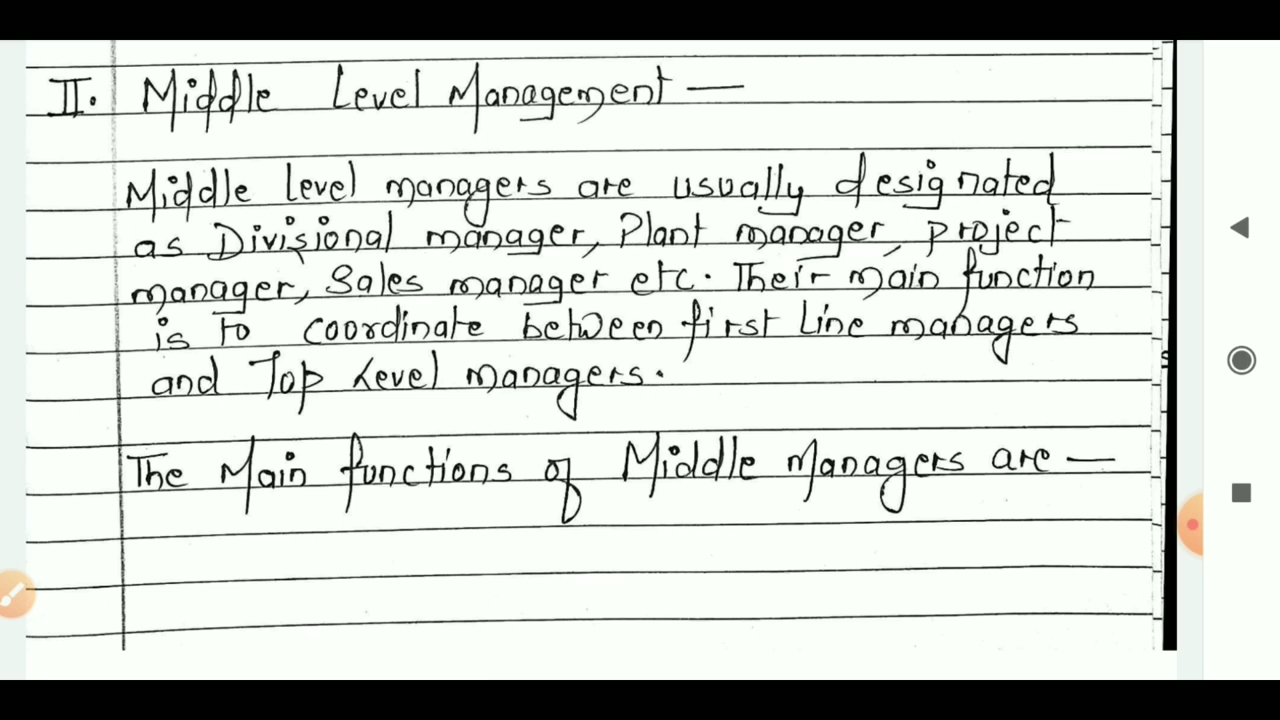 II. Middle Level Management —
Middle level managers are usually designated
as Divisional manager, Plant manager, project
manager, Sales manager etc. Their main function
is to coordinate between first line managers
and Top Level managers.
The Main functions of Middle Managers are —